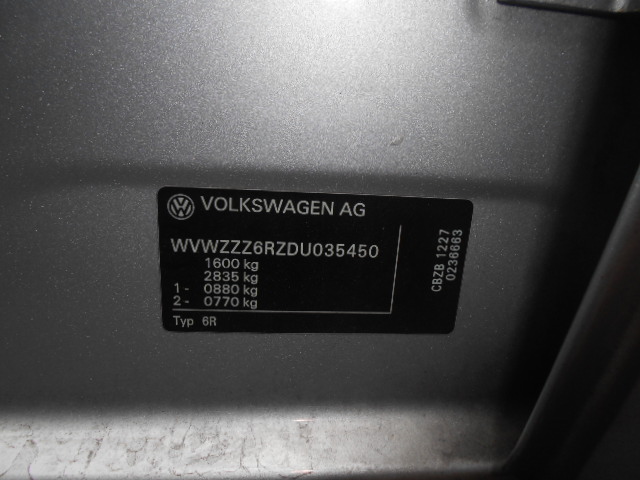 VOLKSWAGEN AG
WVWZZZ6RZDU035450
1600 kg
2835 kg
1 - 0880 kg
2 - 0770 kg
Typ 6R
CBZB 1227
0236663